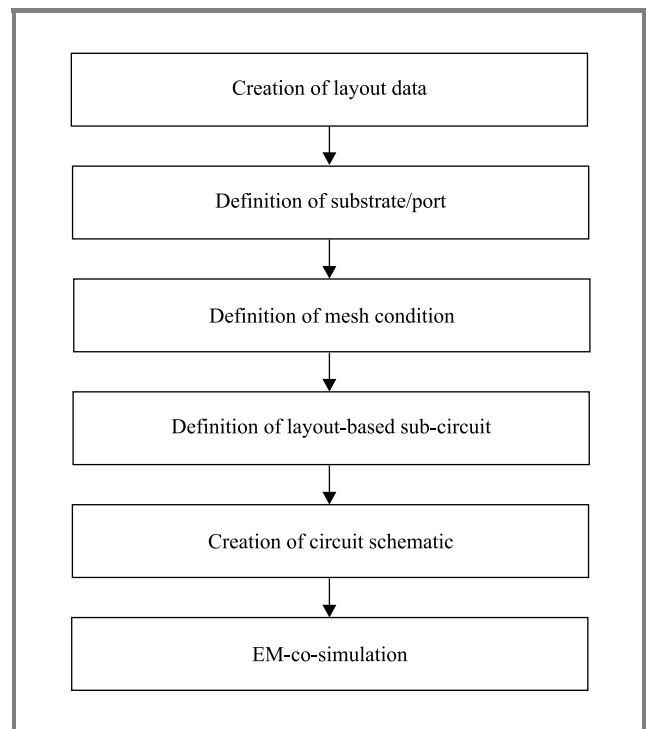 Creation of layout data
Definition of substrate/port
Definition of mesh condition
Definition of layout-based sub-circuit
Creation of circuit schematic
EM-co-simulation